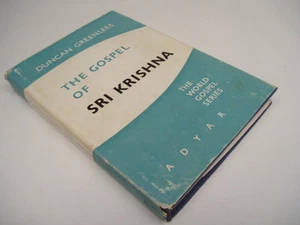 DUNCAN GREENLEES
THE GOSPEL
OF
SRI KRISHNA
THE
WORLD
GOSPEL
SERIES
ADYAR